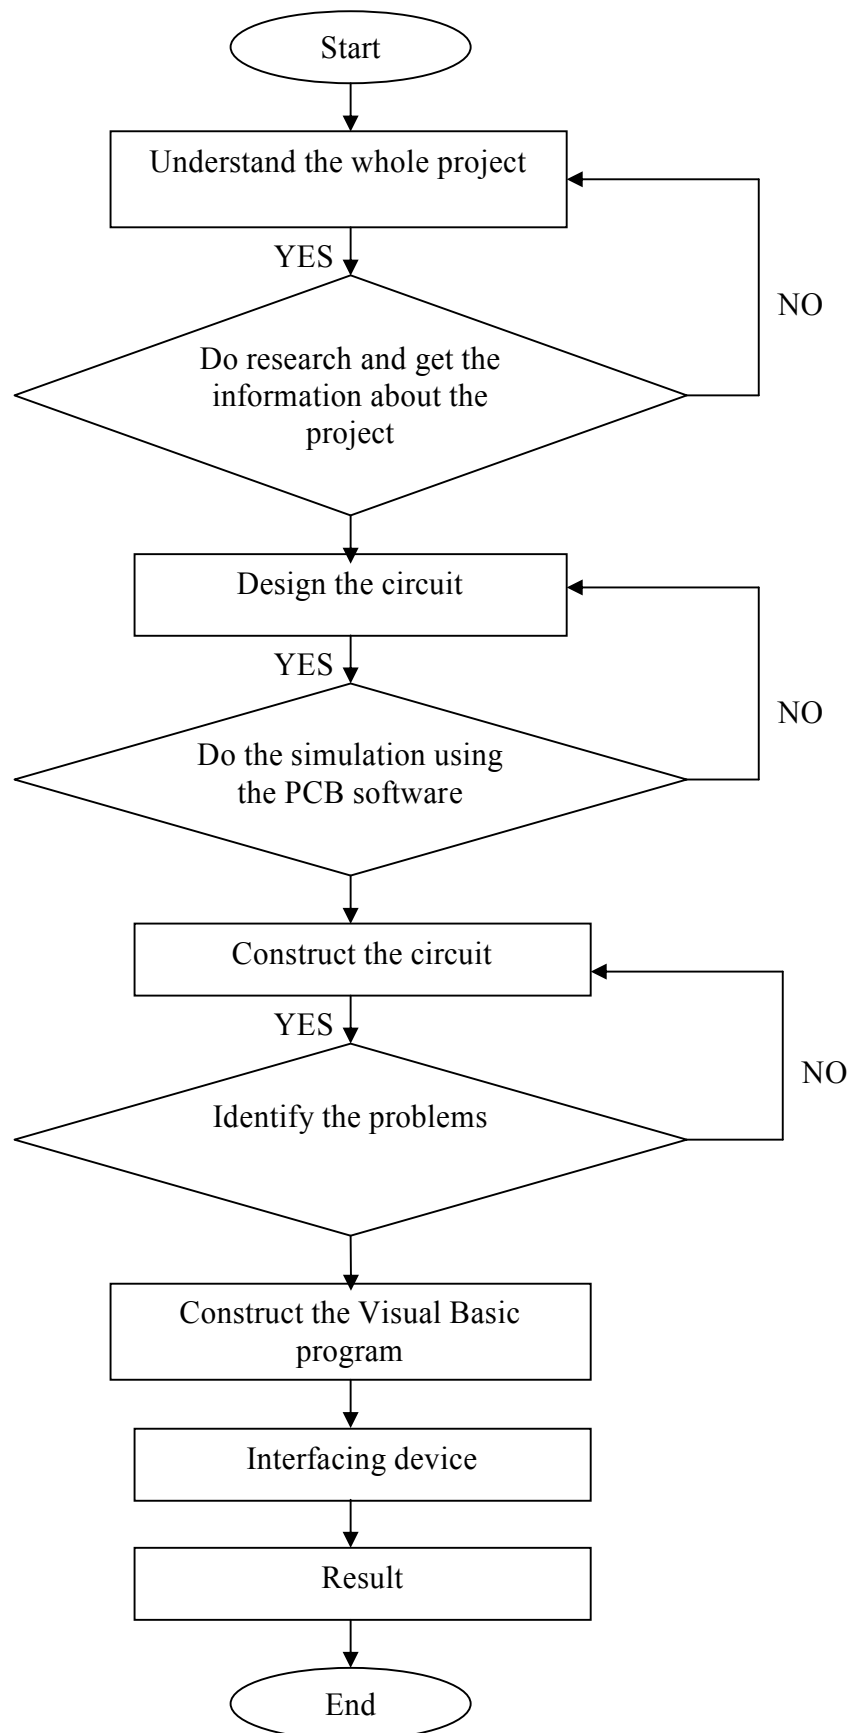 Start
Understand the whole project
YES
NO
Do research and get the
information about the
project
Design the circuit
YES
NO
Do the simulation using
the PCB software
Construct the circuit
YES
NO
Identify the problems
Construct the Visual Basic
program
Interfacing device
Result
End